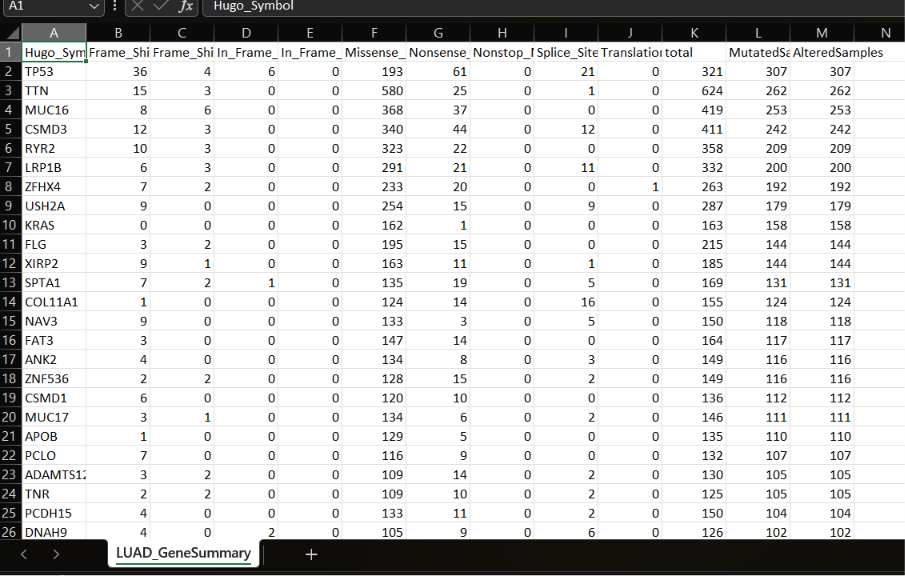 A1 fx Hugo_Symbol
A B C D E F G H I J K L M N
1 Hugo_Sym Frame_Shi Frame_Shi In_Frame_ In_Frame_ Missense_ Nonsense_ Nonstop_ Splice_Site Translation total MutatedSa AlteredSamples
2 TP53 36 4 6 0 193 61 0 21 0 321 307 307
3 TTN 15 3 0 0 580 25 0 1 0 624 262 262
4 MUC16 8 6 0 0 368 37 0 0 0 419 253 253
5 CSMD3 12 3 0 0 340 44 0 12 0 411 242 242
6 RYR2 10 3 0 0 323 22 0 0 0 358 209 209
7 LRP1B 6 3 0 0 291 21 0 11 0 332 200 200
8 ZFHX4 7 2 0 0 233 20 0 0 1 263 192 192
9 USH2A 9 0 0 0 254 15 0 9 0 287 179 179
10 KRAS 0 0 0 0 162 1 0 0 0 163 158 158
11 FLG 3 2 0 0 195 15 0 0 0 215 144 144
12 XIRP2 9 1 0 0 163 11 0 1 0 185 144 144
13 SPTA1 7 2 1 0 135 19 0 5 0 169 131 131
14 COL11A1 1 0 0 0 124 14 0 16 0 155 124 124
15 NAV3 9 0 0 0 133 3 0 5 0 150 118 118
16 FAT3 3 0 0 0 147 14 0 0 0 164 117 117
17 ANK2 4 0 0 0 134 8 0 3 0 149 116 116
18 ZNF536 2 2 0 0 128 15 0 2 0 149 116 116
19 CSMD1 6 0 0 0 120 10 0 0 0 136 112 112
20 MUC17 3 1 0 0 134 6 0 2 0 146 111 111
21 APOB 1 0 0 0 129 5 0 0 0 135 110 110
22 PCLO 7 0 0 0 116 9 0 0 0 132 107 107
23 ADAMTS12 3 2 0 0 109 14 0 2 0 130 105 105
24 TNR 2 2 0 0 109 10 0 2 0 125 105 105
25 PCDH15 4 0 0 0 133 11 0 2 0 150 104 104
26 DNAH9 4 0 2 0 105 9 0 6 0 126 102 102
LUAD_GeneSummary